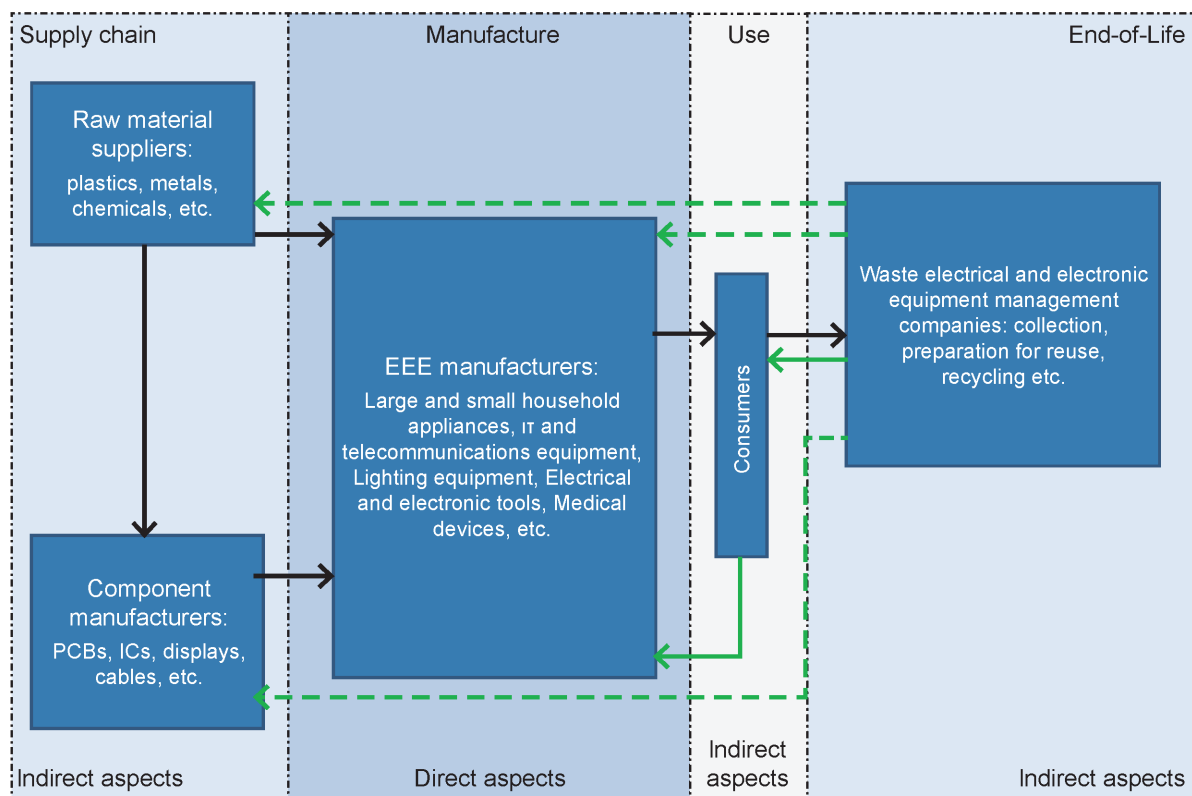 Supply chain
Manufacture
Use
End-of-Life
Raw material
suppliers:
plastics, metals,
chemicals, etc.
Component
manufacturers:
PCBs, ICs, displays,
cables, etc.
EEE manufacturers:
Large and small household
appliances, IT and
telecommunications equipment,
Lighting equipment, Electrical
and electronic tools, Medical
devices, etc.
Consumers
Waste electrical and electronic
equipment management
companies: collection,
preparation for reuse,
recycling etc.
Indirect aspects
Direct aspects
Indirect
aspects
Indirect aspects